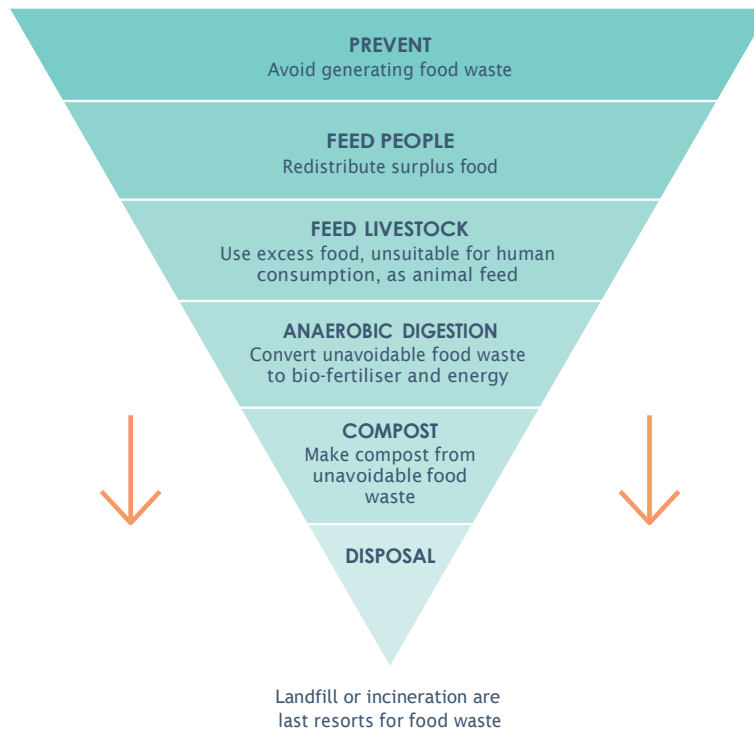 PREVENT
Avoid generating food waste
FEED PEOPLE
Redistribute surplus food
FEED LIVESTOCK
Use excess food, unsuitable for human
consumption, as animal feed
ANAEROBIC DIGESTION
Convert unavoidable food waste
to bio-fertiliser and energy
COMPOST
Make compost from
unavoidable food
waste
DISPOSAL
Landfill or incineration are
last resorts for food waste